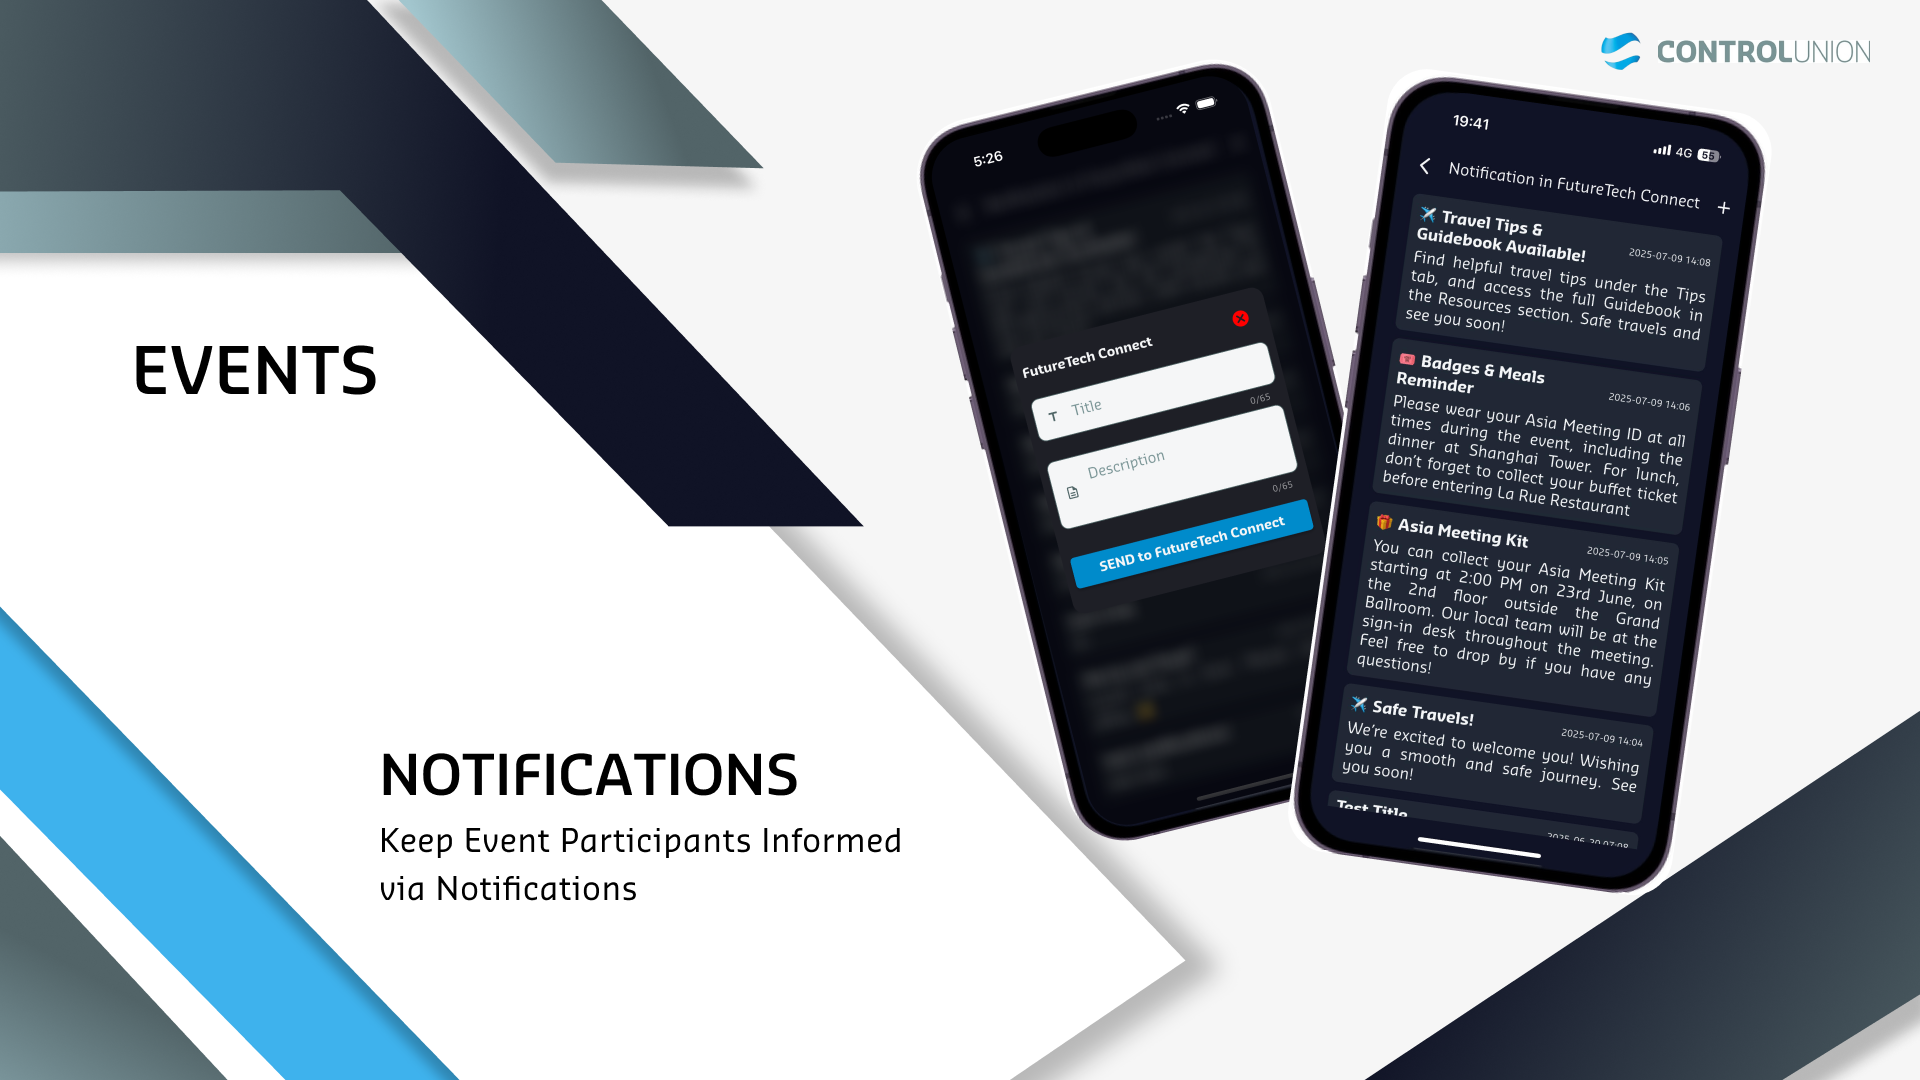 CONTROLUNION
EVENTS
NOTIFICATIONS
Keep Event Participants Informed
via Notifications
5:26
FutureTech Connect
Title
0/65
Description
0/65
SEND to FutureTech Connect
19:41
4G 55
Notification in FutureTech Connect +
✈️ Travel Tips &
Guidebook Available!
2025-07-09 14:08
Find helpful travel tips under the Tips
tab, and access the full Guidebook in
the Resources section. Safe travels and
see you soon!
🎟️ Badges & Meals
Reminder
2025-07-09 14:06
Please wear your Asia Meeting ID at all
times during the event, including the
dinner at Shanghai Tower. For lunch,
don't forget to collect your buffet ticket
before entering La Rue Restaurant
🎁 Asia Meeting Kit
2025-07-09 14:05
You can collect your Asia Meeting Kit
starting at 2:00 PM on 23rd June, on
the 2nd floor outside the Grand
Ballroom. Our local team will be at the
sign-in desk throughout the meeting.
Feel free to drop by if you have any
questions!
✈️ Safe Travels!
2025-07-09 14:04
We're excited to welcome you! Wishing
you a smooth and safe journey. See
you soon!
Test Title
2025-06-20 07:08